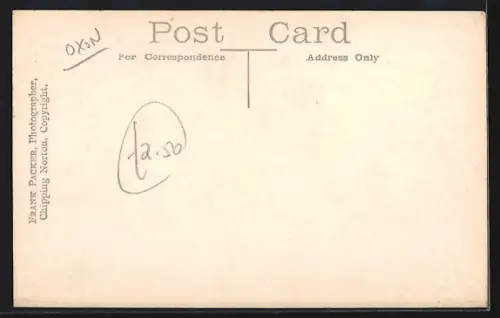 OXON
Post Card
For Correspondence
Address Only
FRANK PACKER, Photographer,
Chipping Norton. Copyright.
£2.50